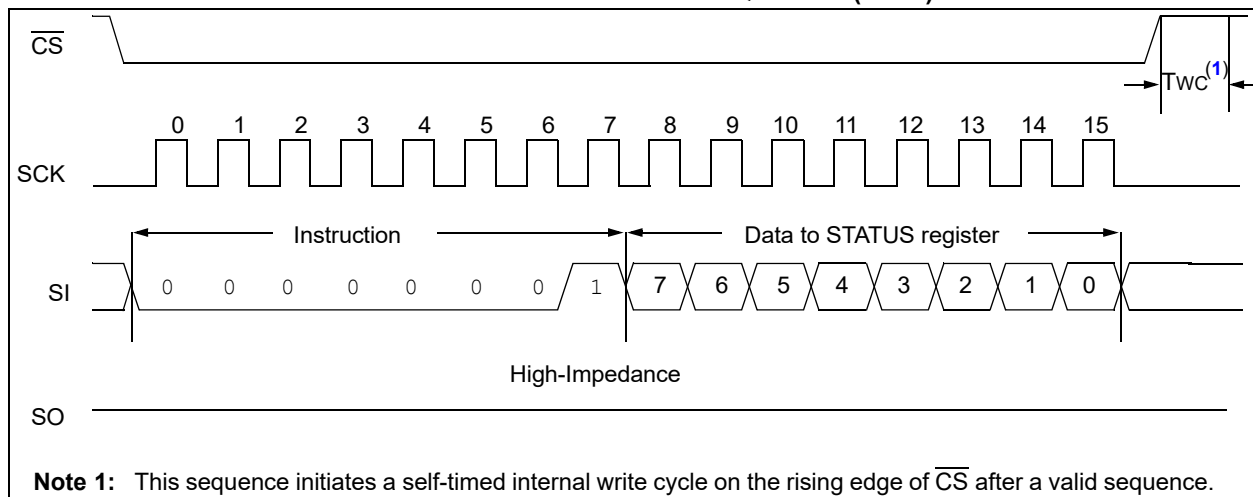 CS
TWC(1)
0 1 2 3 4 5 6 7 8 9 10 11 12 13 14 15
SCK
Instruction Data to STATUS register
SI 0 0 0 0 0 0 0 1 7 6 5 4 3 2 1 0
High-Impedance
SO
Note 1: This sequence initiates a self-timed internal write cycle on the rising edge of CS after a valid sequence.